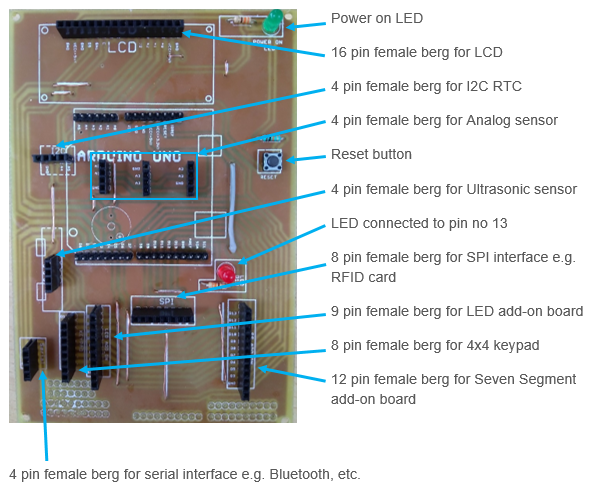 Power on LED
POWER ON
16 pin female berg for LCD
LCD
4 pin female berg for I2C RTC
4 pin female berg for Analog sensor
ARDUINO UNO
Reset button
RESET
4 pin female berg for Ultrasonic sensor
LED connected to pin no 13
8 pin female berg for SPI interface e.g.
RFID card
SPI
9 pin female berg for LED add-on board
8 pin female berg for 4x4 keypad
12 pin female berg for Seven Segment
add-on board
4 pin female berg for serial interface e.g. Bluetooth, etc.